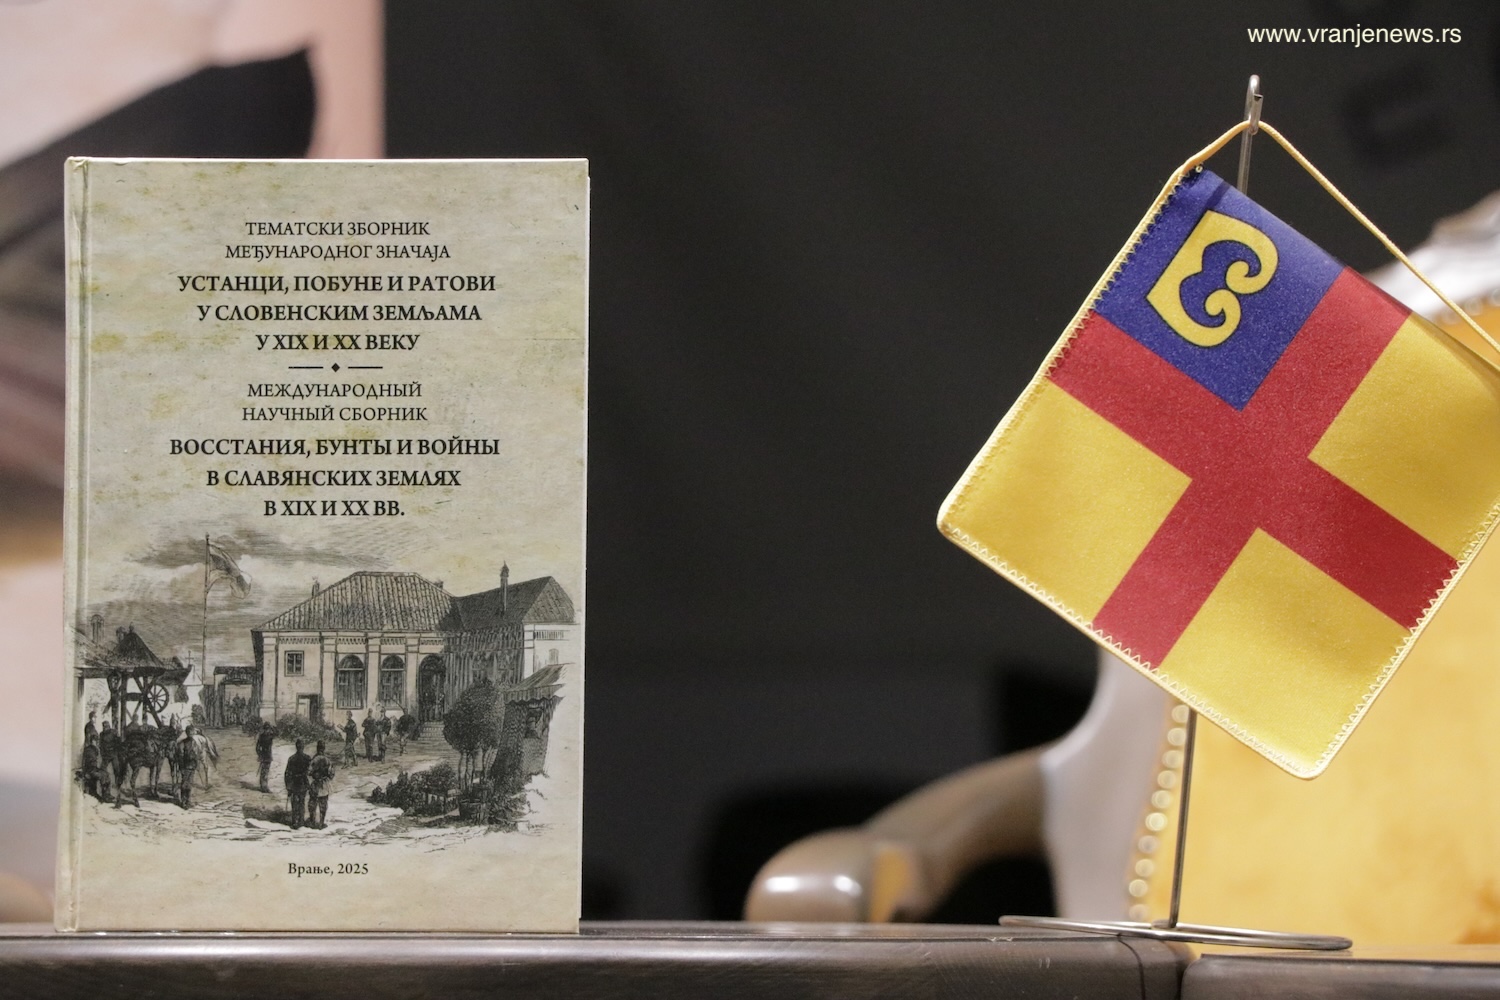 www.vranjenews.rs
ТЕМАТСКИ ЗБОРНИК
МЕЂУНАРОДНОГ ЗНАЧАЈА
УСТАНЦИ, ПОБУНЕ И РАТОВИ
У СЛОВЕНСКИМ ЗЕМЉАМА
У XIX И XX ВЕКУ
МЕЖДУНАРОДНЫЙ
НАУЧНЫЙ СБОРНИК
ВОССТАНИЯ, БУНТЫ И ВОЙНЫ
В СЛАВЯНСКИХ ЗЕМЛЯХ
В XIX И XX ВВ.
Врање, 2025